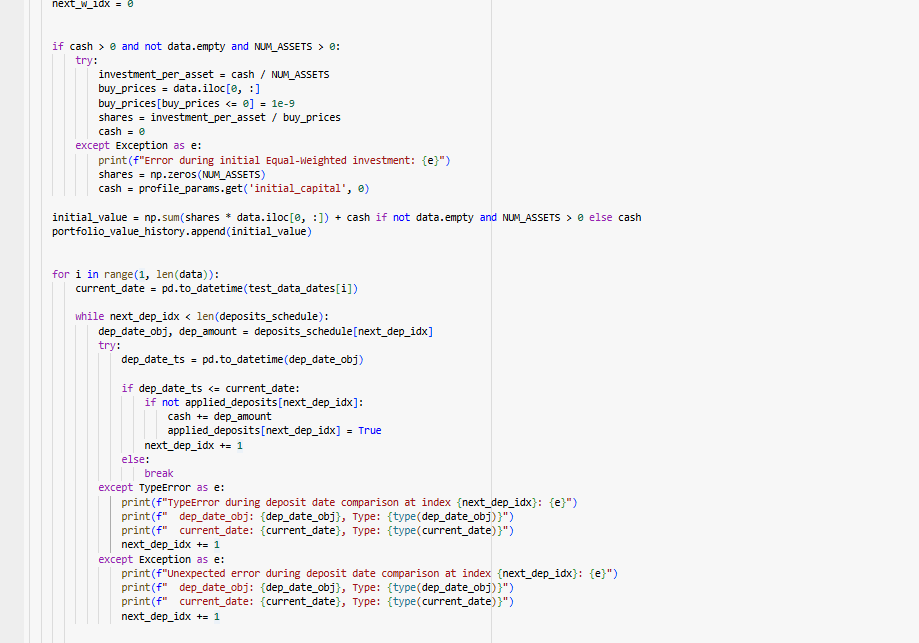 next_w_idx = 0
if cash > 0 and not data.empty and NUM_ASSETS > 0:
try:
investment_per_asset = cash / NUM_ASSETS
buy_prices = data.iloc[0, :]
buy_prices[buy_prices <= 0] = 1e-9
shares = investment_per_asset / buy_prices
cash = 0
except Exception as e:
print(f"Error during initial Equal-Weighted investment: {e}")
shares = np.zeros(NUM_ASSETS)
cash = profile_params.get('initial_capital', 0)
initial_value = np.sum(shares * data.iloc[0, :]) + cash if not data.empty and NUM_ASSETS > 0 else cash
portfolio_value_history.append(initial_value)
for i in range(1, len(data)):
current_date = pd.to_datetime(test_data_dates[i])
while next_dep_idx < len(deposits_schedule):
dep_date_obj, dep_amount = deposits_schedule[next_dep_idx]
try:
dep_date_ts = pd.to_datetime(dep_date_obj)
if dep_date_ts <= current_date:
if not applied_deposits[next_dep_idx]:
cash += dep_amount
applied_deposits[next_dep_idx] = True
next_dep_idx += 1
else:
break
except TypeError as e:
print(f"TypeError during deposit date comparison at index {next_dep_idx}: {e}")
print(f"  dep_date_obj: {dep_date_obj}, Type: {type(dep_date_obj)}")
print(f"  current_date: {current_date}, Type: {type(current_date)}")
next_dep_idx += 1
except Exception as e:
print(f"Unexpected error during deposit date comparison at index {next_dep_idx}: {e}")
print(f"  dep_date_obj: {dep_date_obj}, Type: {type(dep_date_obj)}")
print(f"  current_date: {current_date}, Type: {type(current_date)}")
next_dep_idx += 1